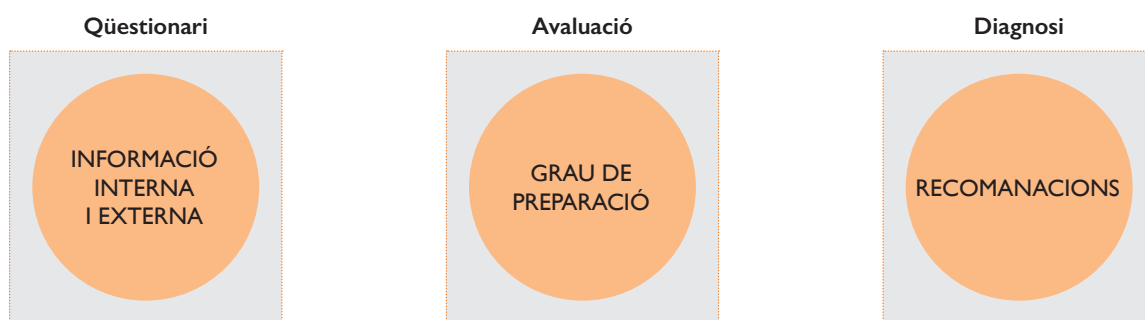 Qüestionari
INFORMACIÓ
INTERNA
I EXTERNA
Avaluació
GRAU DE
PREPARACIÓ
Diagnosi
RECOMANACIONS